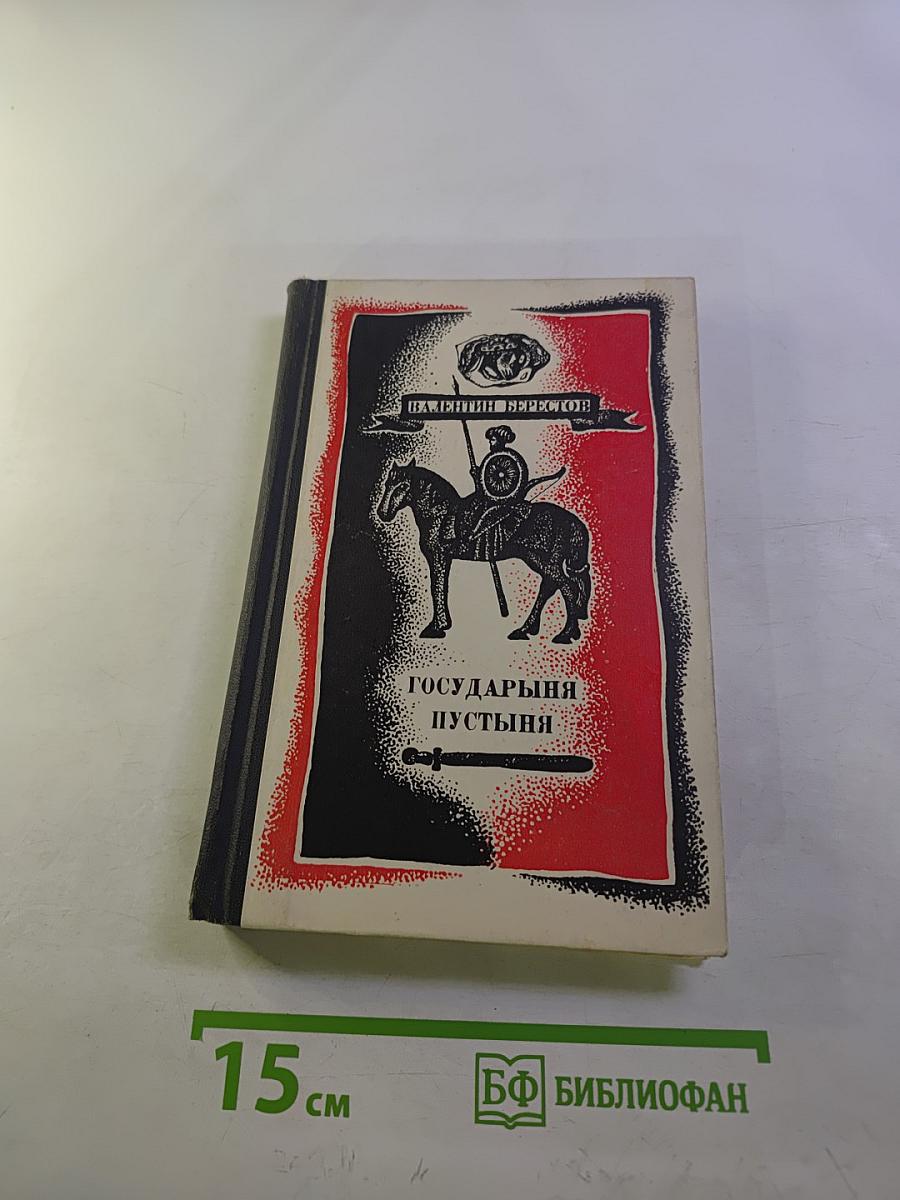 ВАЛЕНТИН БЕРЕСТОВ
ГОСУДАРЫНЯ
ПУСТЫНЯ
15 см
БФ БИБЛИОФАН